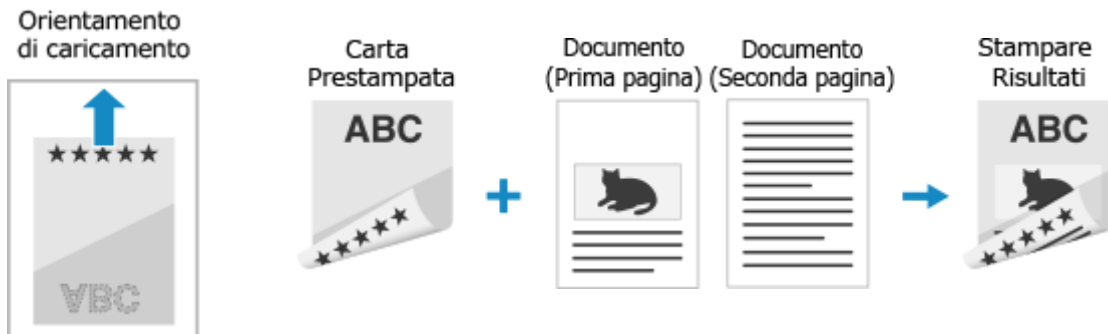 Orientamento
di caricamento
★★★★★
ABC
Carta
Prestampata
ABC
★★★★★
Documento
(Prima pagina)
Documento
(Seconda pagina)
Stampare
Risultati
ABC
★★★★★